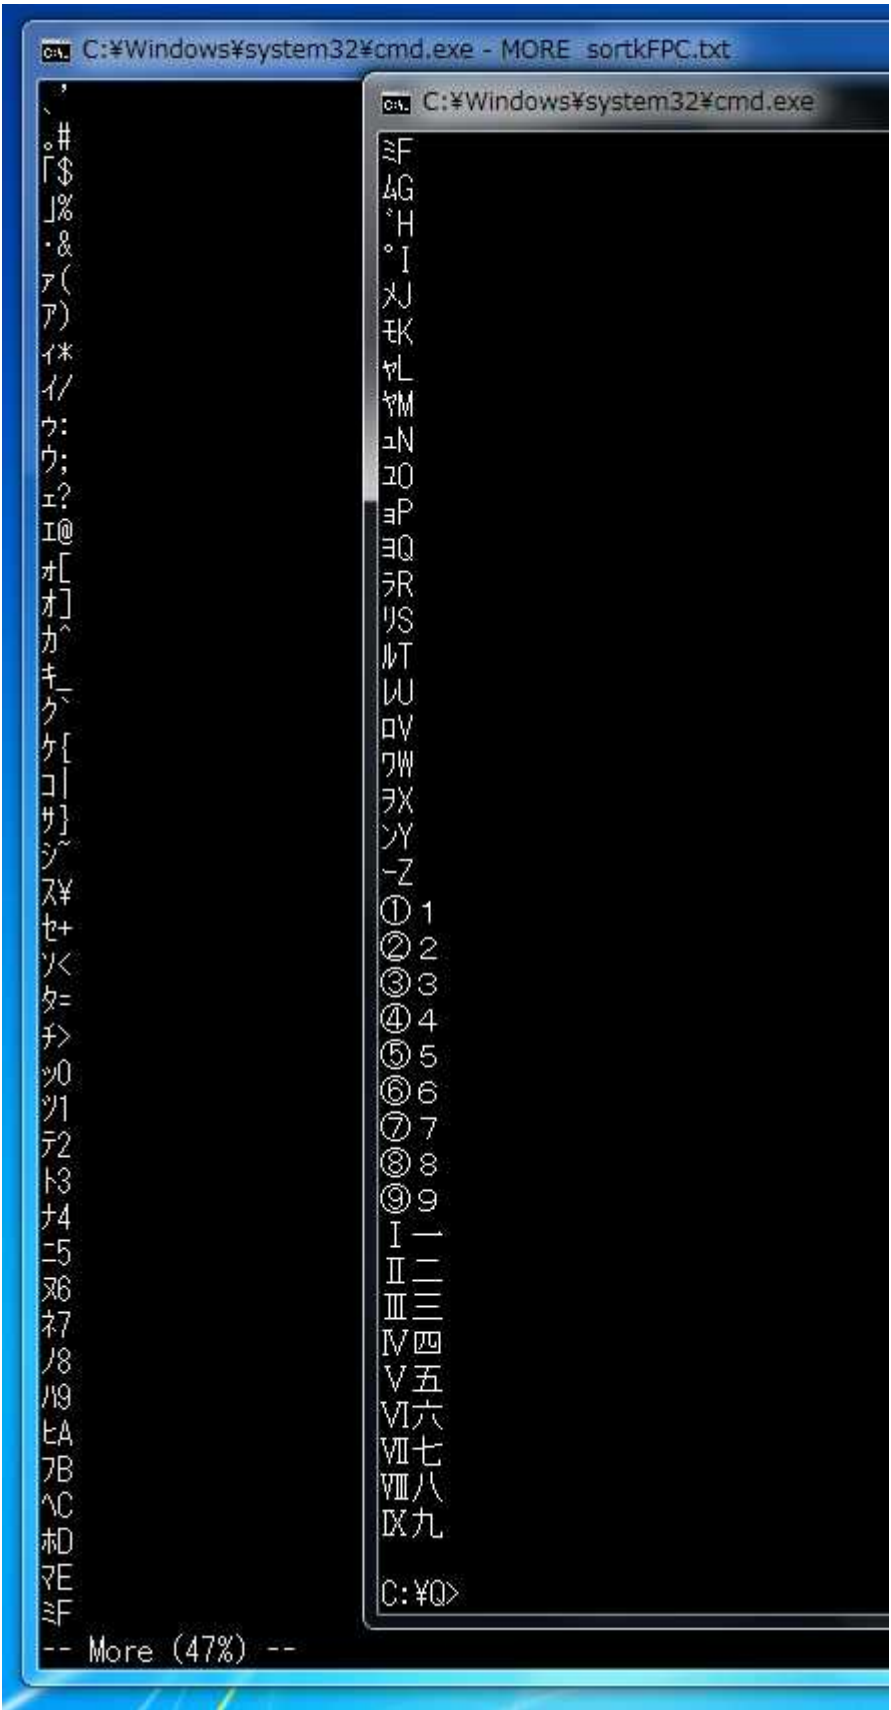 C:¥Windows¥system32¥cmd.exe - MORE sortkFPC.txt
､'
｡#
｢$
｣%
･&
ｧ(
ｱ)
ｨ*
ｲ/
ｩ:
ｳ;
ｪ?
ｴ@
ｫ[
ｵ]
ｶ^
ｷ_
ｸ`
ｹ{
ｺ|
ｻ}
ｼ~
ｽ¥
ｾ+
ｿ<
ﾀ=
ﾁ>
ｯ0
ﾂ1
ﾃ2
ﾄ3
ﾅ4
ﾆ5
ﾇ6
ﾈ7
ﾉ8
ﾊ9
ﾋA
ﾌB
ﾍC
ﾎD
ﾏE
ﾐF
-- More (47%) --
C:¥Windows¥system32¥cmd.exe
ﾐF
ﾑG
ﾞH
ﾟI
ﾒJ
ﾓK
ｬL
ﾔM
ｭN
ﾕO
ｮP
ﾖQ
ﾗR
ﾘS
ﾙT
ﾚU
ﾛV
ﾜW
ｦX
ﾝY
ｰZ
①１
②２
③３
④４
⑤５
⑥６
⑦７
⑧８
⑨９
Ⅰ一
Ⅱ二
Ⅲ三
Ⅳ四
Ⅴ五
Ⅵ六
Ⅶ七
Ⅷ八
Ⅸ九
C:¥Q>